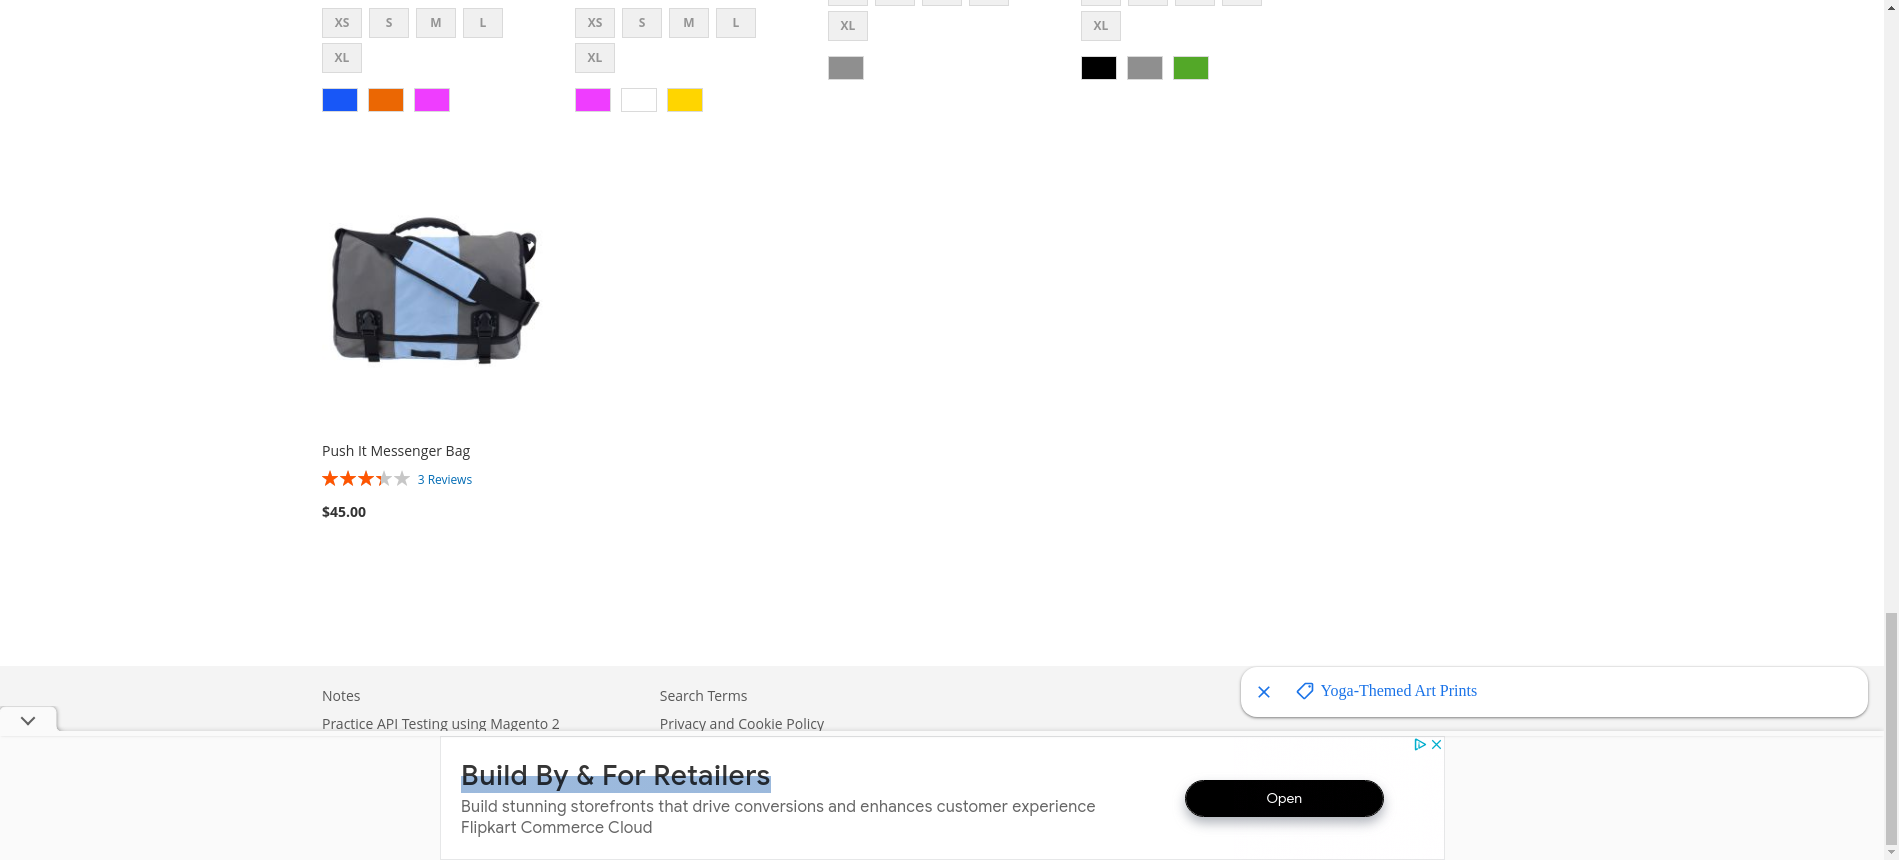 XS S M L
XL
XS S M L
XL
XL
XL
Push It Messenger Bag
3 Reviews
$45.00
Notes
Search Terms
Practice API Testing using Magento 2
Privacy and Cookie Policy
Yoga-Themed Art Prints
Build By & For Retailers
Build stunning storefronts that drive conversions and enhances customer experience
Flipkart Commerce Cloud
Open